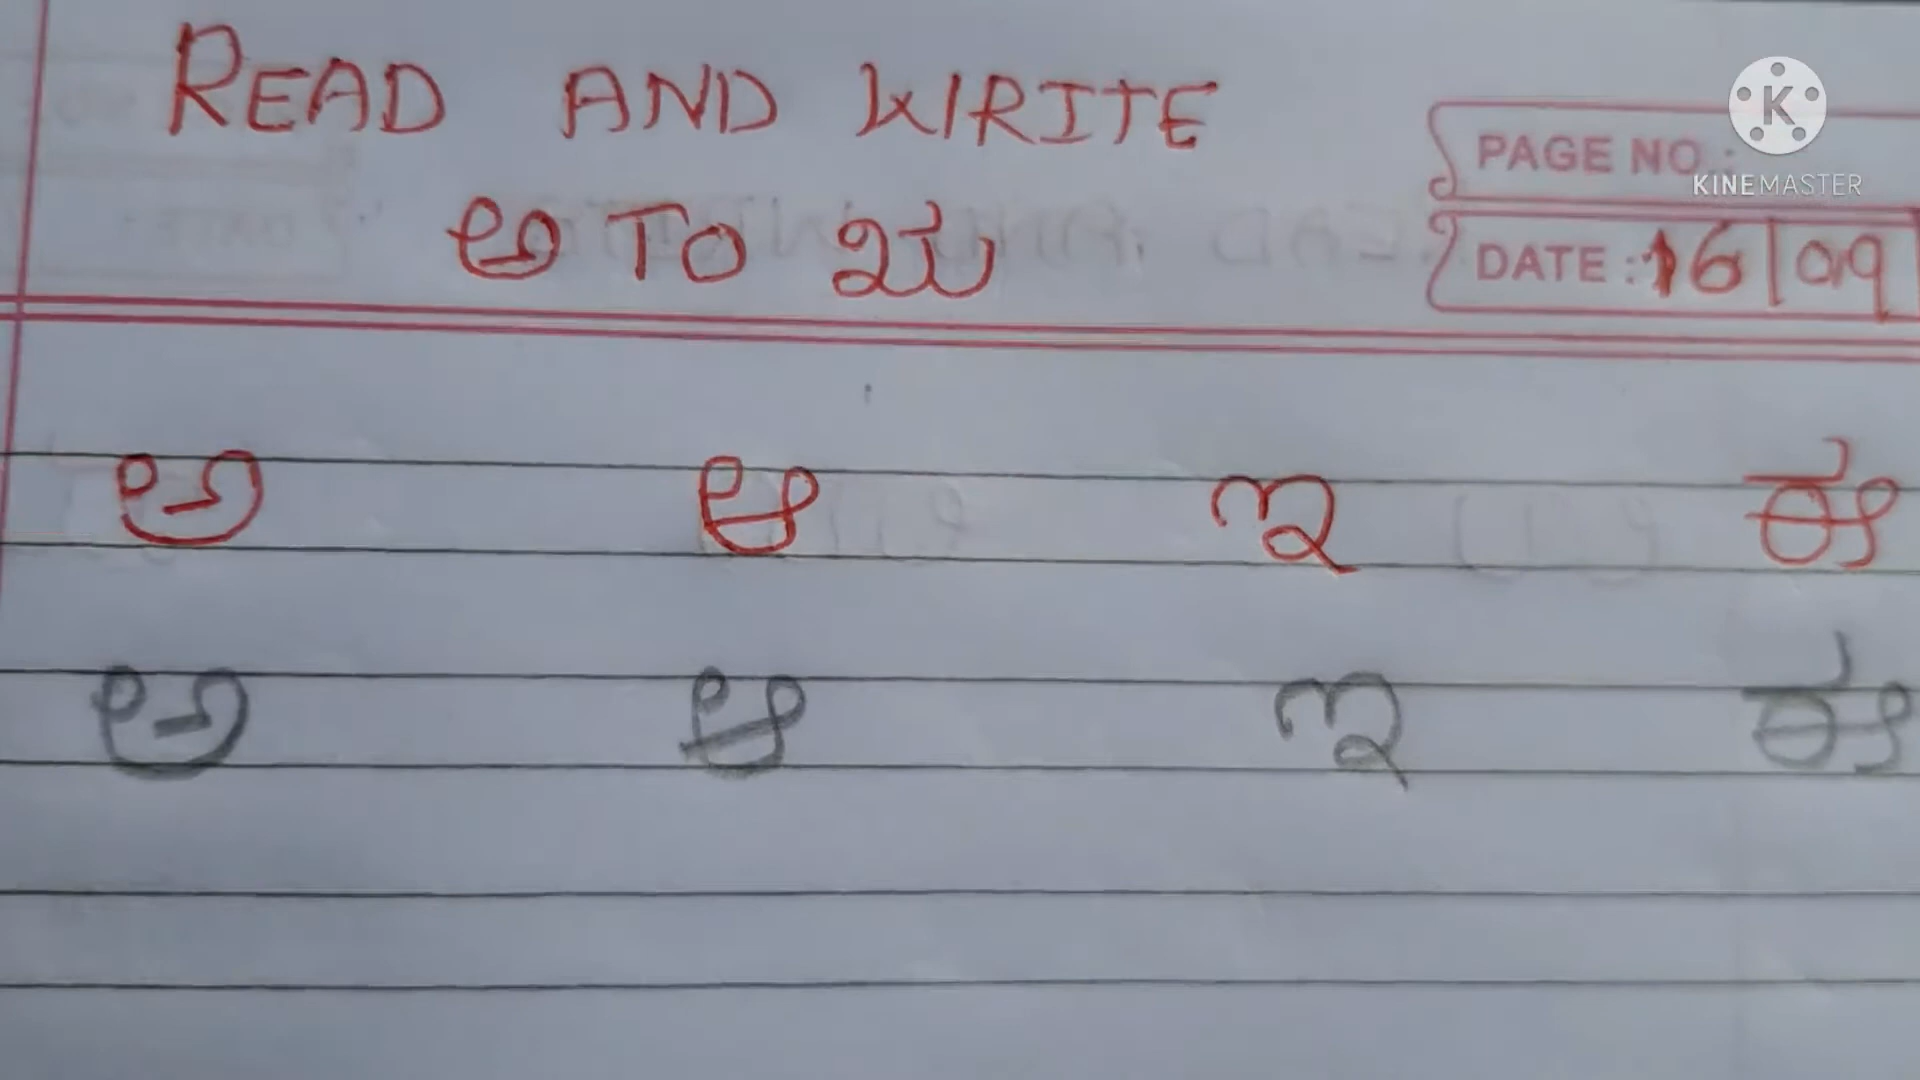 READ AND WRITE
ಅ TO ಋ
PAGE NO.:
KINEMASTER
DATE: 16/09
ಅ ಆ ಇ ಈ
ಅ ಆ ಇ ಈ